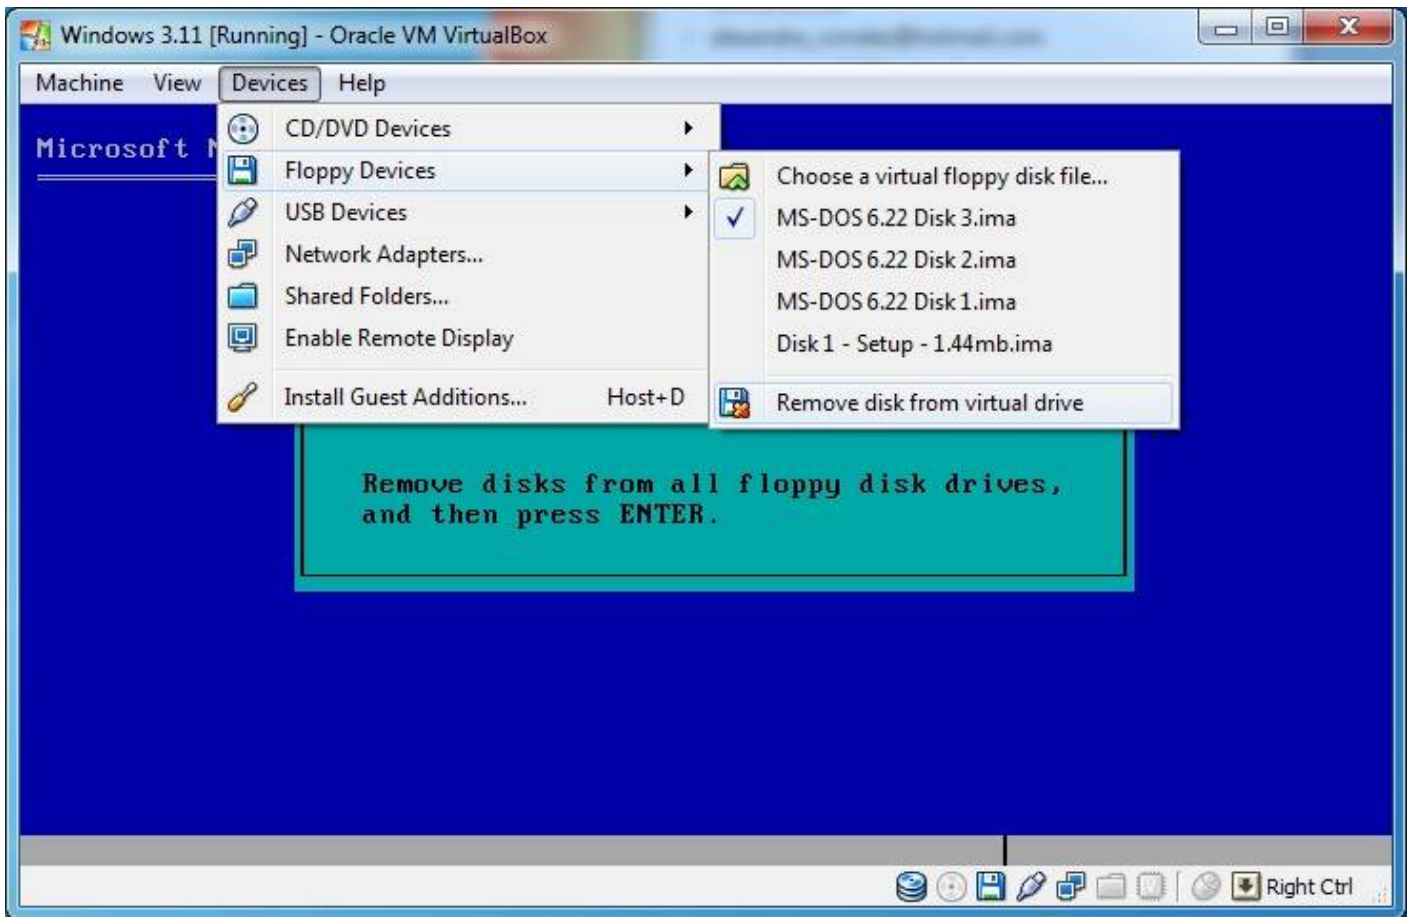 Windows 3.11 [Running] - Oracle VM VirtualBox
Machine View Devices Help
Microsoft
CD/DVD Devices
Floppy Devices
USB Devices
Network Adapters...
Shared Folders...
Enable Remote Display
Install Guest Additions... Host+D
Choose a virtual floppy disk file...
MS-DOS 6.22 Disk 3.ima
MS-DOS 6.22 Disk 2.ima
MS-DOS 6.22 Disk 1.ima
Disk 1 - Setup - 1.44mb.ima
Remove disk from virtual drive
Remove disks from all floppy disk drives,
and then press ENTER.
Right Ctrl